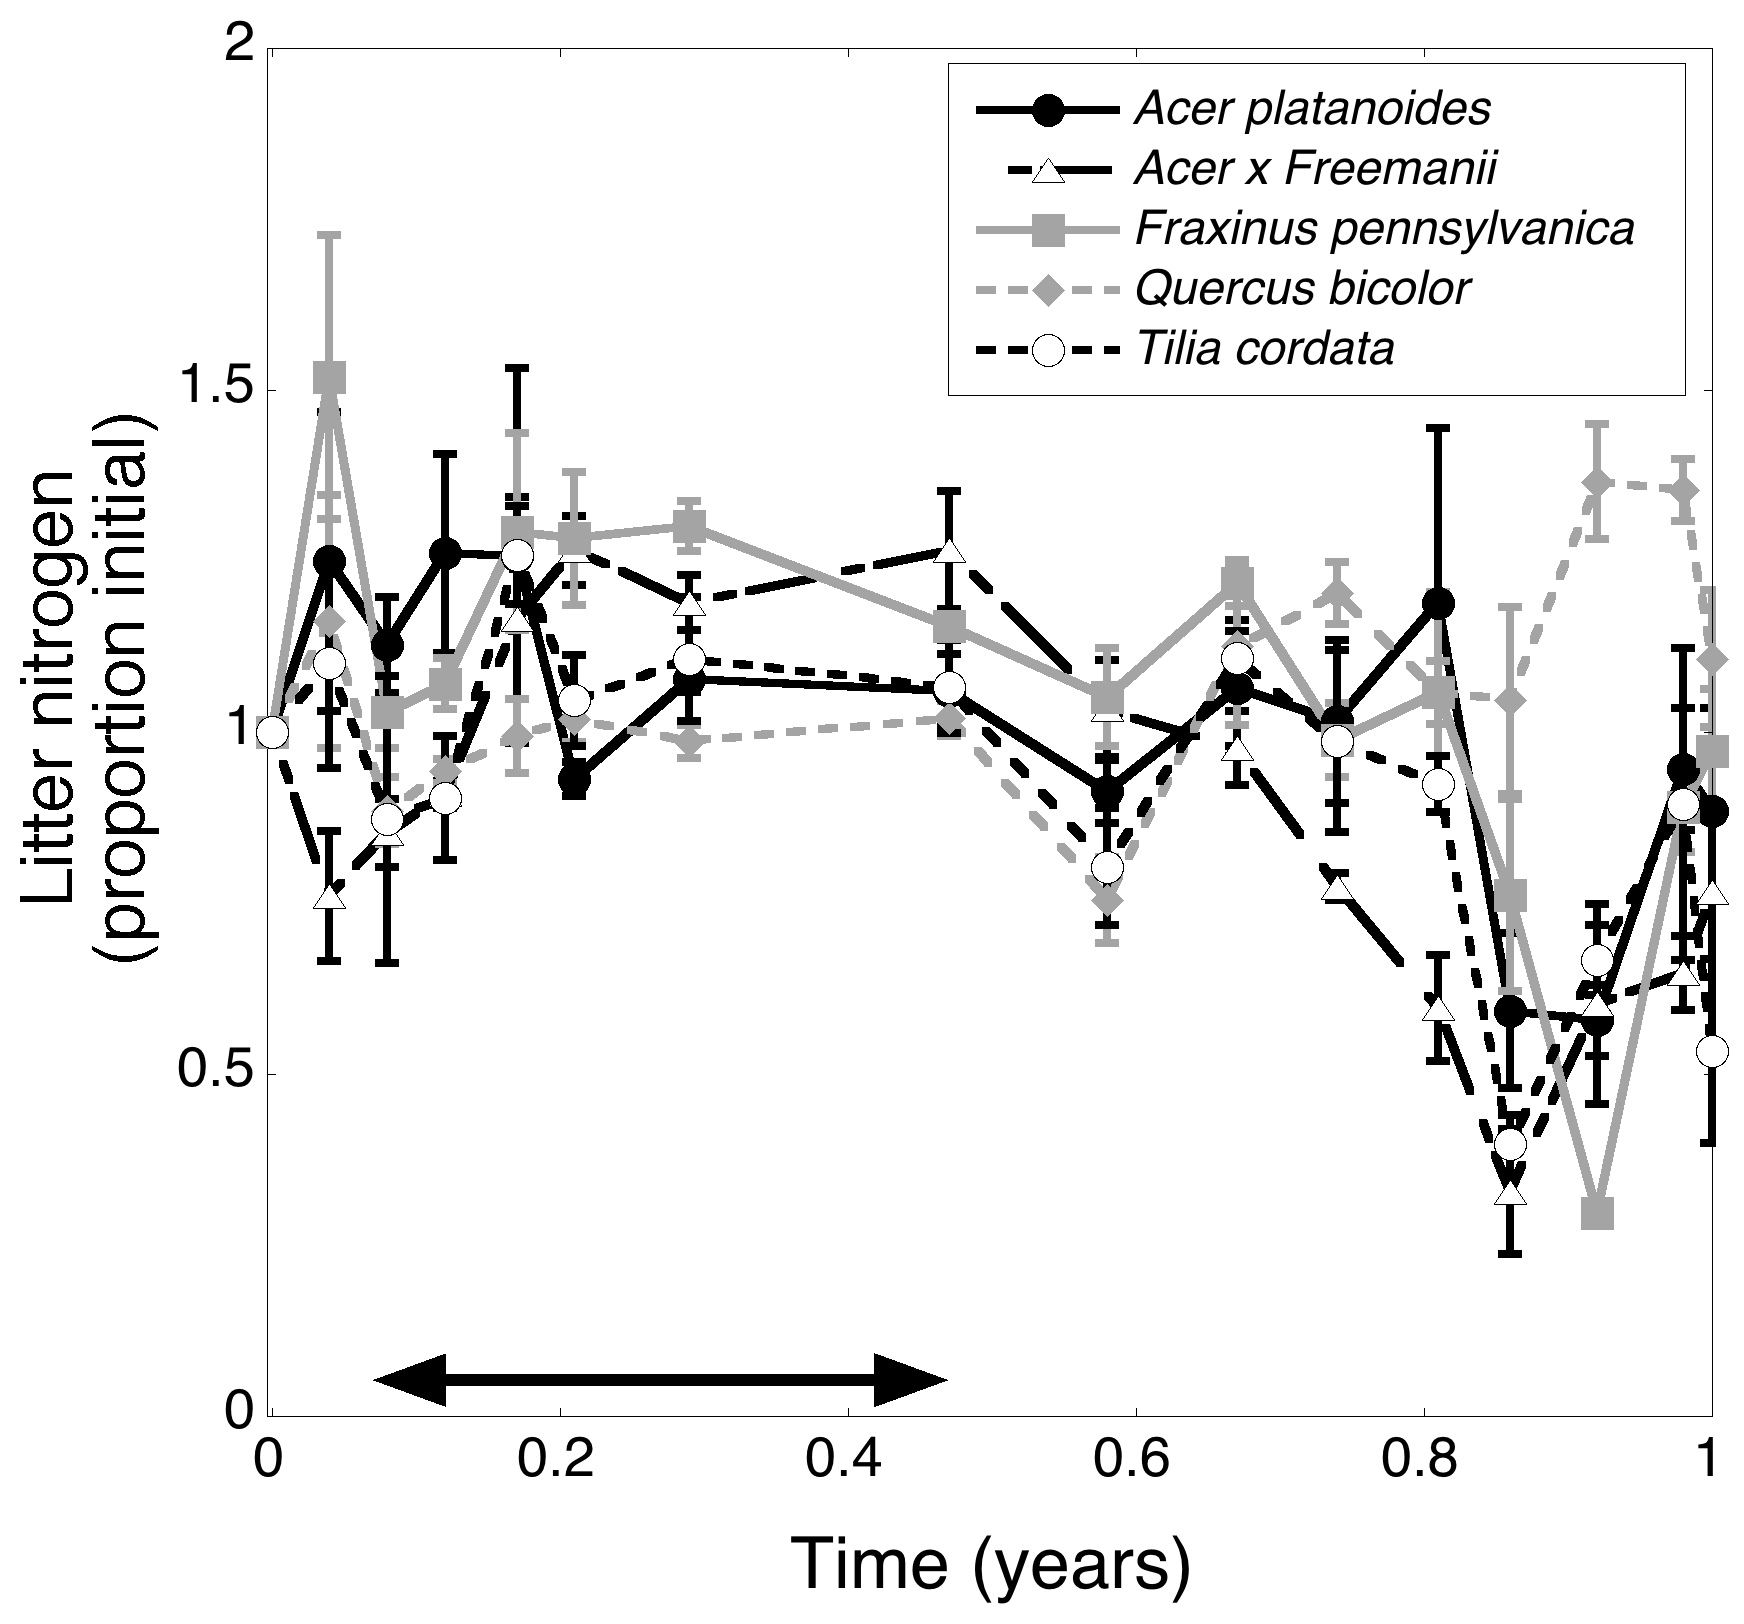 2
1.5
1
0.5
0
Litter nitrogen
(proportion initial)
Acer platanoides
Acer x Freemanii
Fraxinus pennsylvanica
Quercus bicolor
Tilia cordata
0 0.2 0.4 0.6 0.8 1
Time (years)